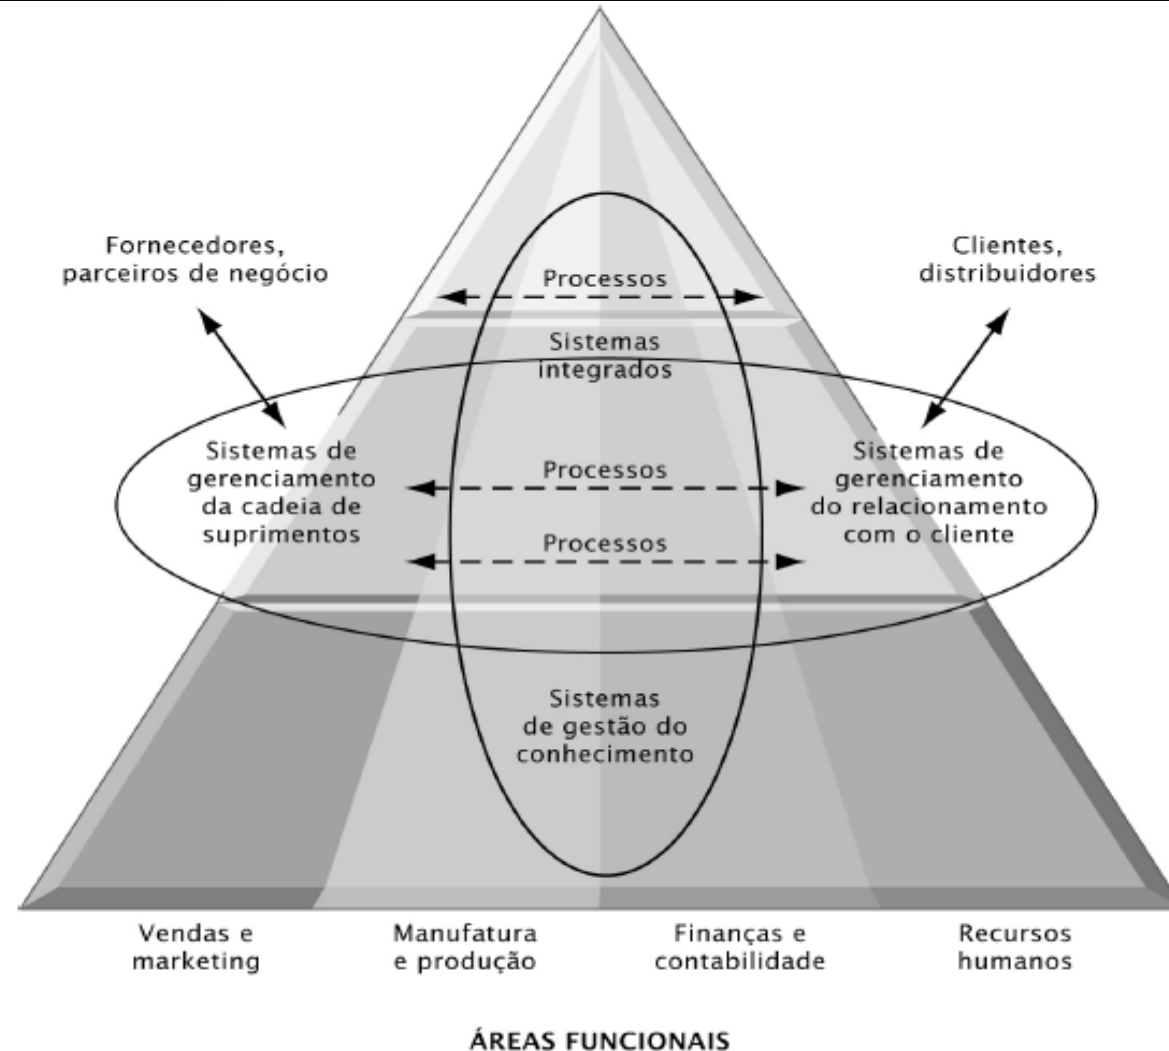 Fornecedores,
parceiros de negócio
Clientes,
distribuidores
Processos
Sistemas
integrados
Sistemas de
gerenciamento
da cadeia de
suprimentos
Processos
Processos
Sistemas de
gerenciamento
do relacionamento
com o cliente
Sistemas
de gestão do
conhecimento
Vendas e
marketing
Manufatura
e produção
Finanças e
contabilidade
Recursos
humanos
ÁREAS FUNCIONAIS